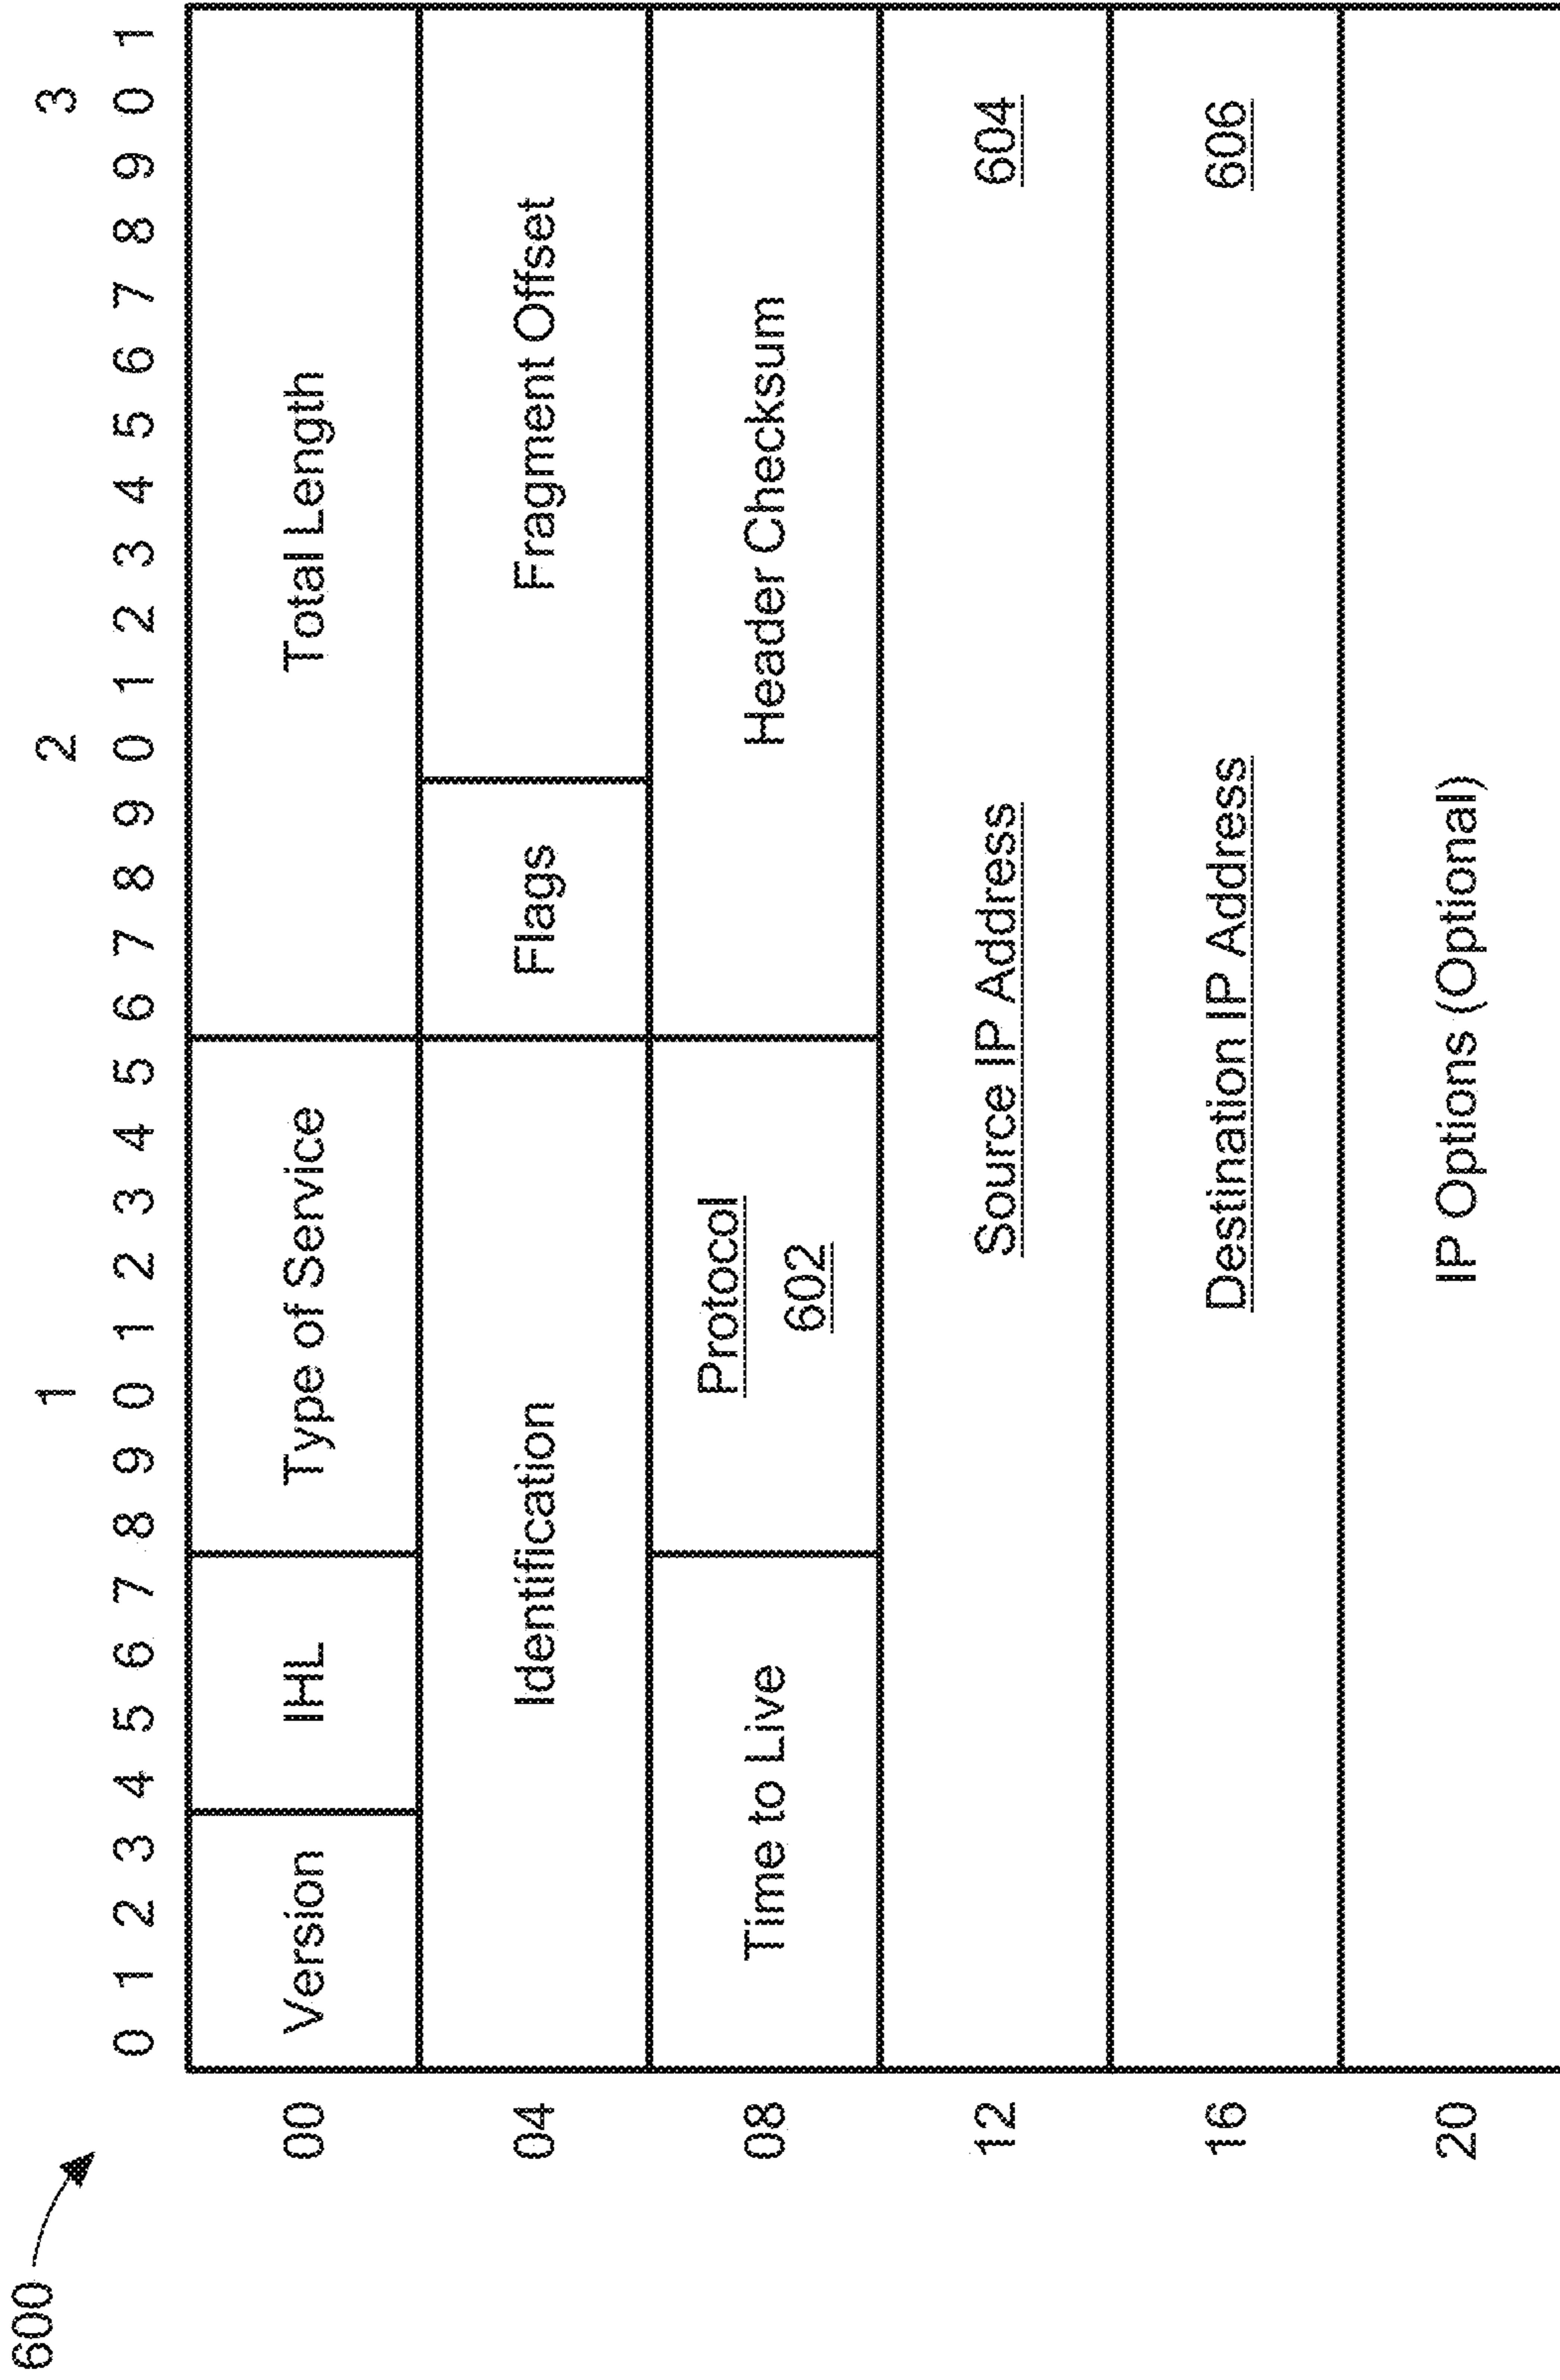 600
1 2 3
0 1 2 3 4 5 6 7 8 9 0 1 2 3 4 5 6 7 8 9 0 1 2 3 4 5 6 7 8 9 0 1
00 Version IHL Type of Service Total Length
04 Identification Flags Fragment Offset
08 Time to Live Protocol Header Checksum
602
12 Source IP Address 604
16 Destination IP Address 606
20 IP Options (Optional)